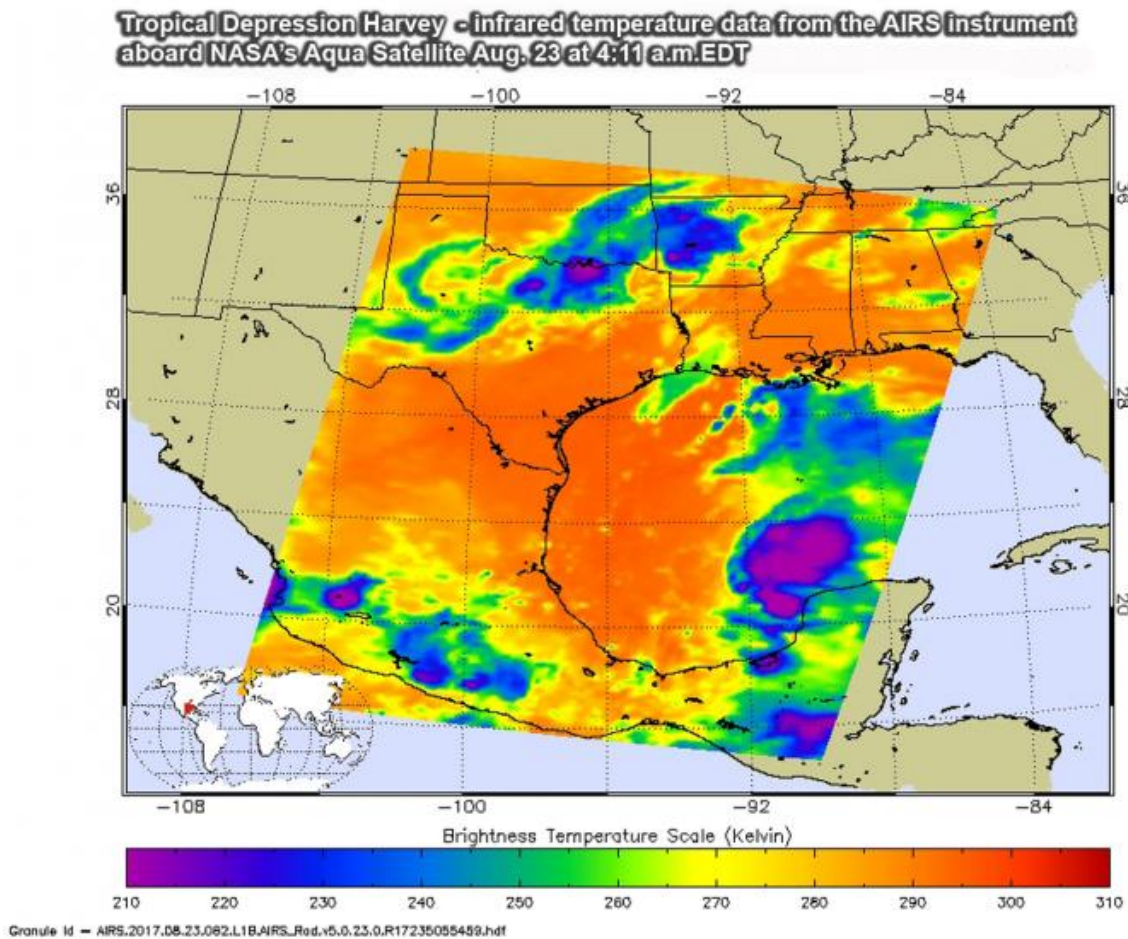 Tropical Depression Harvey - infrared temperature data from the AIRS instrument
aboard NASA's Aqua Satellite Aug. 23 at 4:11 a.m.EDT
-108 -100 -92 -84
36 36
28 28
20 20
-108 -100 -92 -84
Brightness Temperature Scale (Kelvin)
210 220 230 240 250 260 270 280 290 300 310
Granule Id - AIRS.2017.08.23.082.L1B.AIRS_Rad.v5.0.23.0.R17235055459.hdf